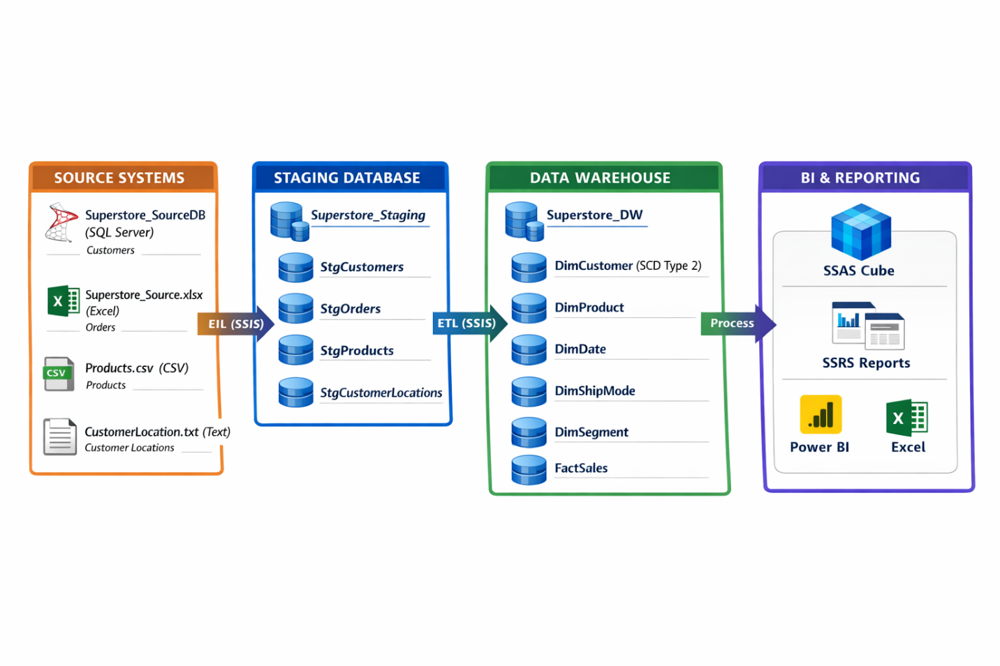 SOURCE SYSTEMS
Superstore_SourceDB
(SQL Server)
Customers
X
Superstore_Source.xlsx
(Excel)
Orders
CSV
Products.csv (CSV)
Products
CustomerLocation.txt (Text)
Customer Locations
EIL (SSIS)
STAGING DATABASE
Superstore_Staging
StgCustomers
StgOrders
StgProducts
StgCustomerLocations
ETL (SSIS)
DATA WAREHOUSE
Superstore_DW
DimCustomer (SCD Type 2)
DimProduct
DimDate
DimShipMode
DimSegment
FactSales
Process
BI & REPORTING
SSAS Cube
SSRS Reports
Power BI
X
Excel